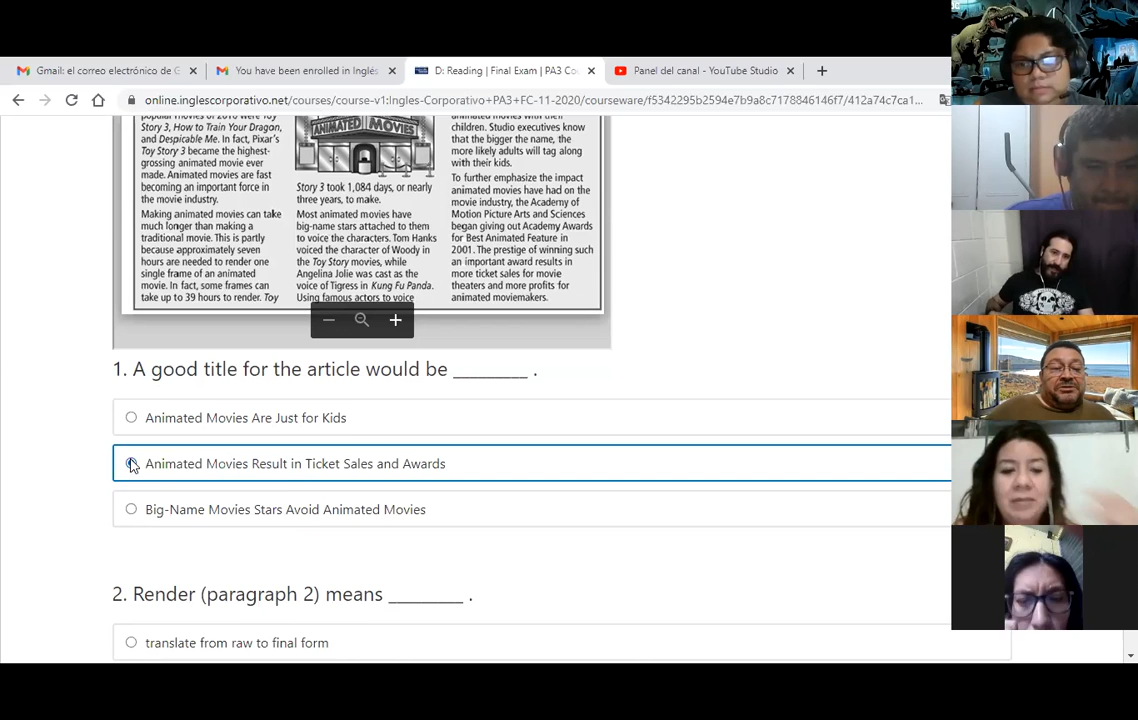 Gmail: el correo electrónico de G
You have been enrolled in Inglés
D: Reading | Final Exam | PA3 Co
Panel del canal - YouTube Studio
online.inglescorporativo.net/courses/course-v1:Ingles-Corporativo+PA3+FC-11-2020/courseware/f5342295b2594e7b9a8c7178846146f7/412a74c7ca1...
popular movies of 2010 were Toy
Story 3, How to Train Your Dragon,
and Despicable Me. In fact, Pixar's
Toy Story 3 became the highest-
grossing animated movie ever
made. Animated movies are fast
becoming an important force in
the movie industry.
Making animated movies can take
much longer than making a
traditional movie. This is partly
because approximately seven
hours are needed to render one
single frame of an animated
movie. In fact, some frames can
take up to 39 hours to render. Toy
ANIMATED MOVIES
Story 3 took 1,084 days, or nearly
three years, to make.
Most animated movies have
big-name stars attached to them
to voice the characters. Tom Hanks
voiced the character of Woody in
the Toy Story movies, while
Angelina Jolie was cast as the
voice of Tigress in Kung Fu Panda.
Using famous actors to voice
animated movies with their
children. Studio executives know
that the bigger the name, the
more likely adults will tag along
with their kids.
To further emphasize the impact
animated movies have had on the
movie industry, the Academy of
Motion Picture Arts and Sciences
began giving out Academy Awards
for Best Animated Feature in
2001. The prestige of winning such
an important award results in
more ticket sales for movie
theaters and more profits for
animated moviemakers.
1. A good title for the article would be _________ .
Animated Movies Are Just for Kids
Animated Movies Result in Ticket Sales and Awards
Big-Name Movies Stars Avoid Animated Movies
2. Render (paragraph 2) means _________ .
translate from raw to final form